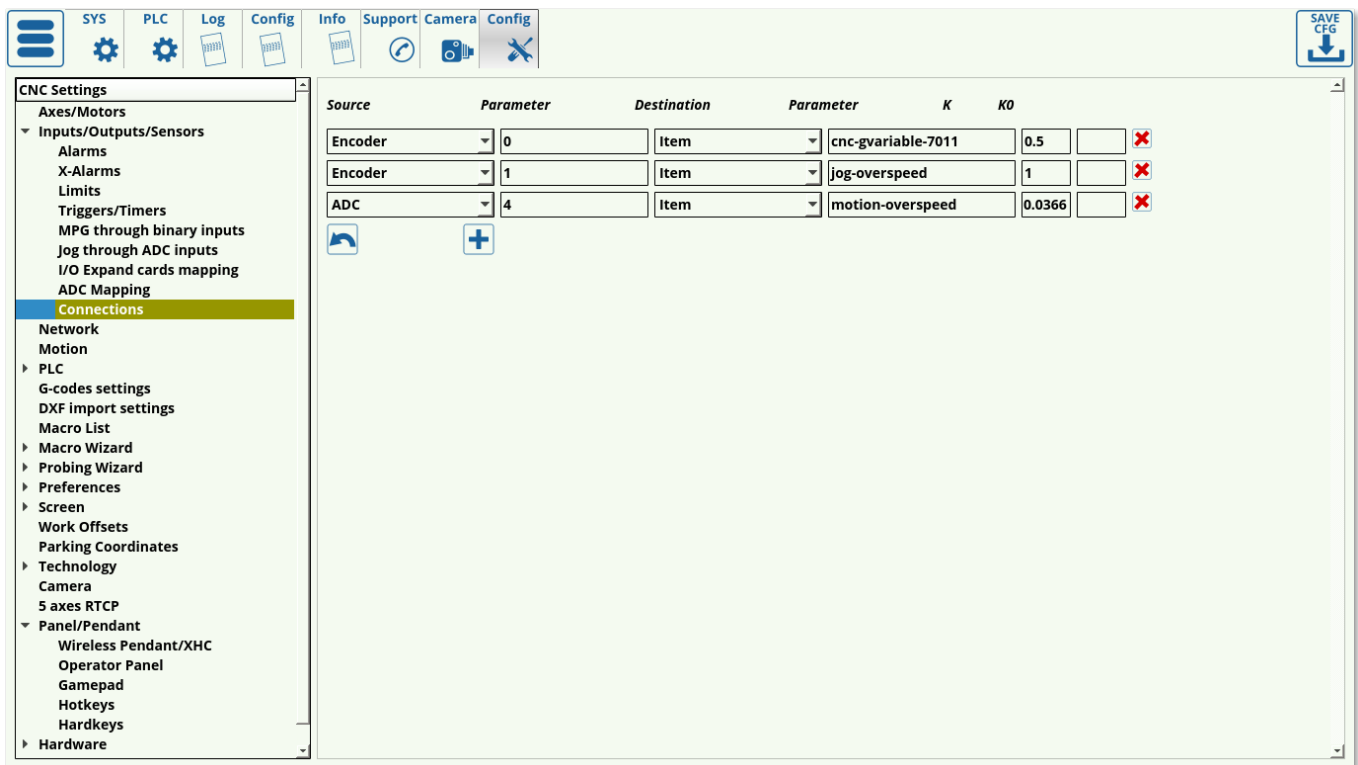 SYS PLC Log Config Info Support Camera Config SAVE CFG
CNC Settings
Axes/Motors
Inputs/Outputs/Sensors
Alarms
X-Alarms
Limits
Triggers/Timers
MPG through binary inputs
Jog through ADC inputs
I/O Expand cards mapping
ADC Mapping
Connections
Network
Motion
PLC
G-codes settings
DXF import settings
Macro List
Macro Wizard
Probing Wizard
Preferences
Screen
Work Offsets
Parking Coordinates
Technology
Camera
5 axes RTCP
Panel/Pendant
Wireless Pendant/XHC
Operator Panel
Gamepad
Hotkeys
Hardkeys
Hardware
Source Parameter Destination Parameter K K0
Encoder 0 Item cnc-gvariable-7011 0.5
Encoder 1 Item jog-overspeed 1
ADC 4 Item motion-overspeed 0.0366